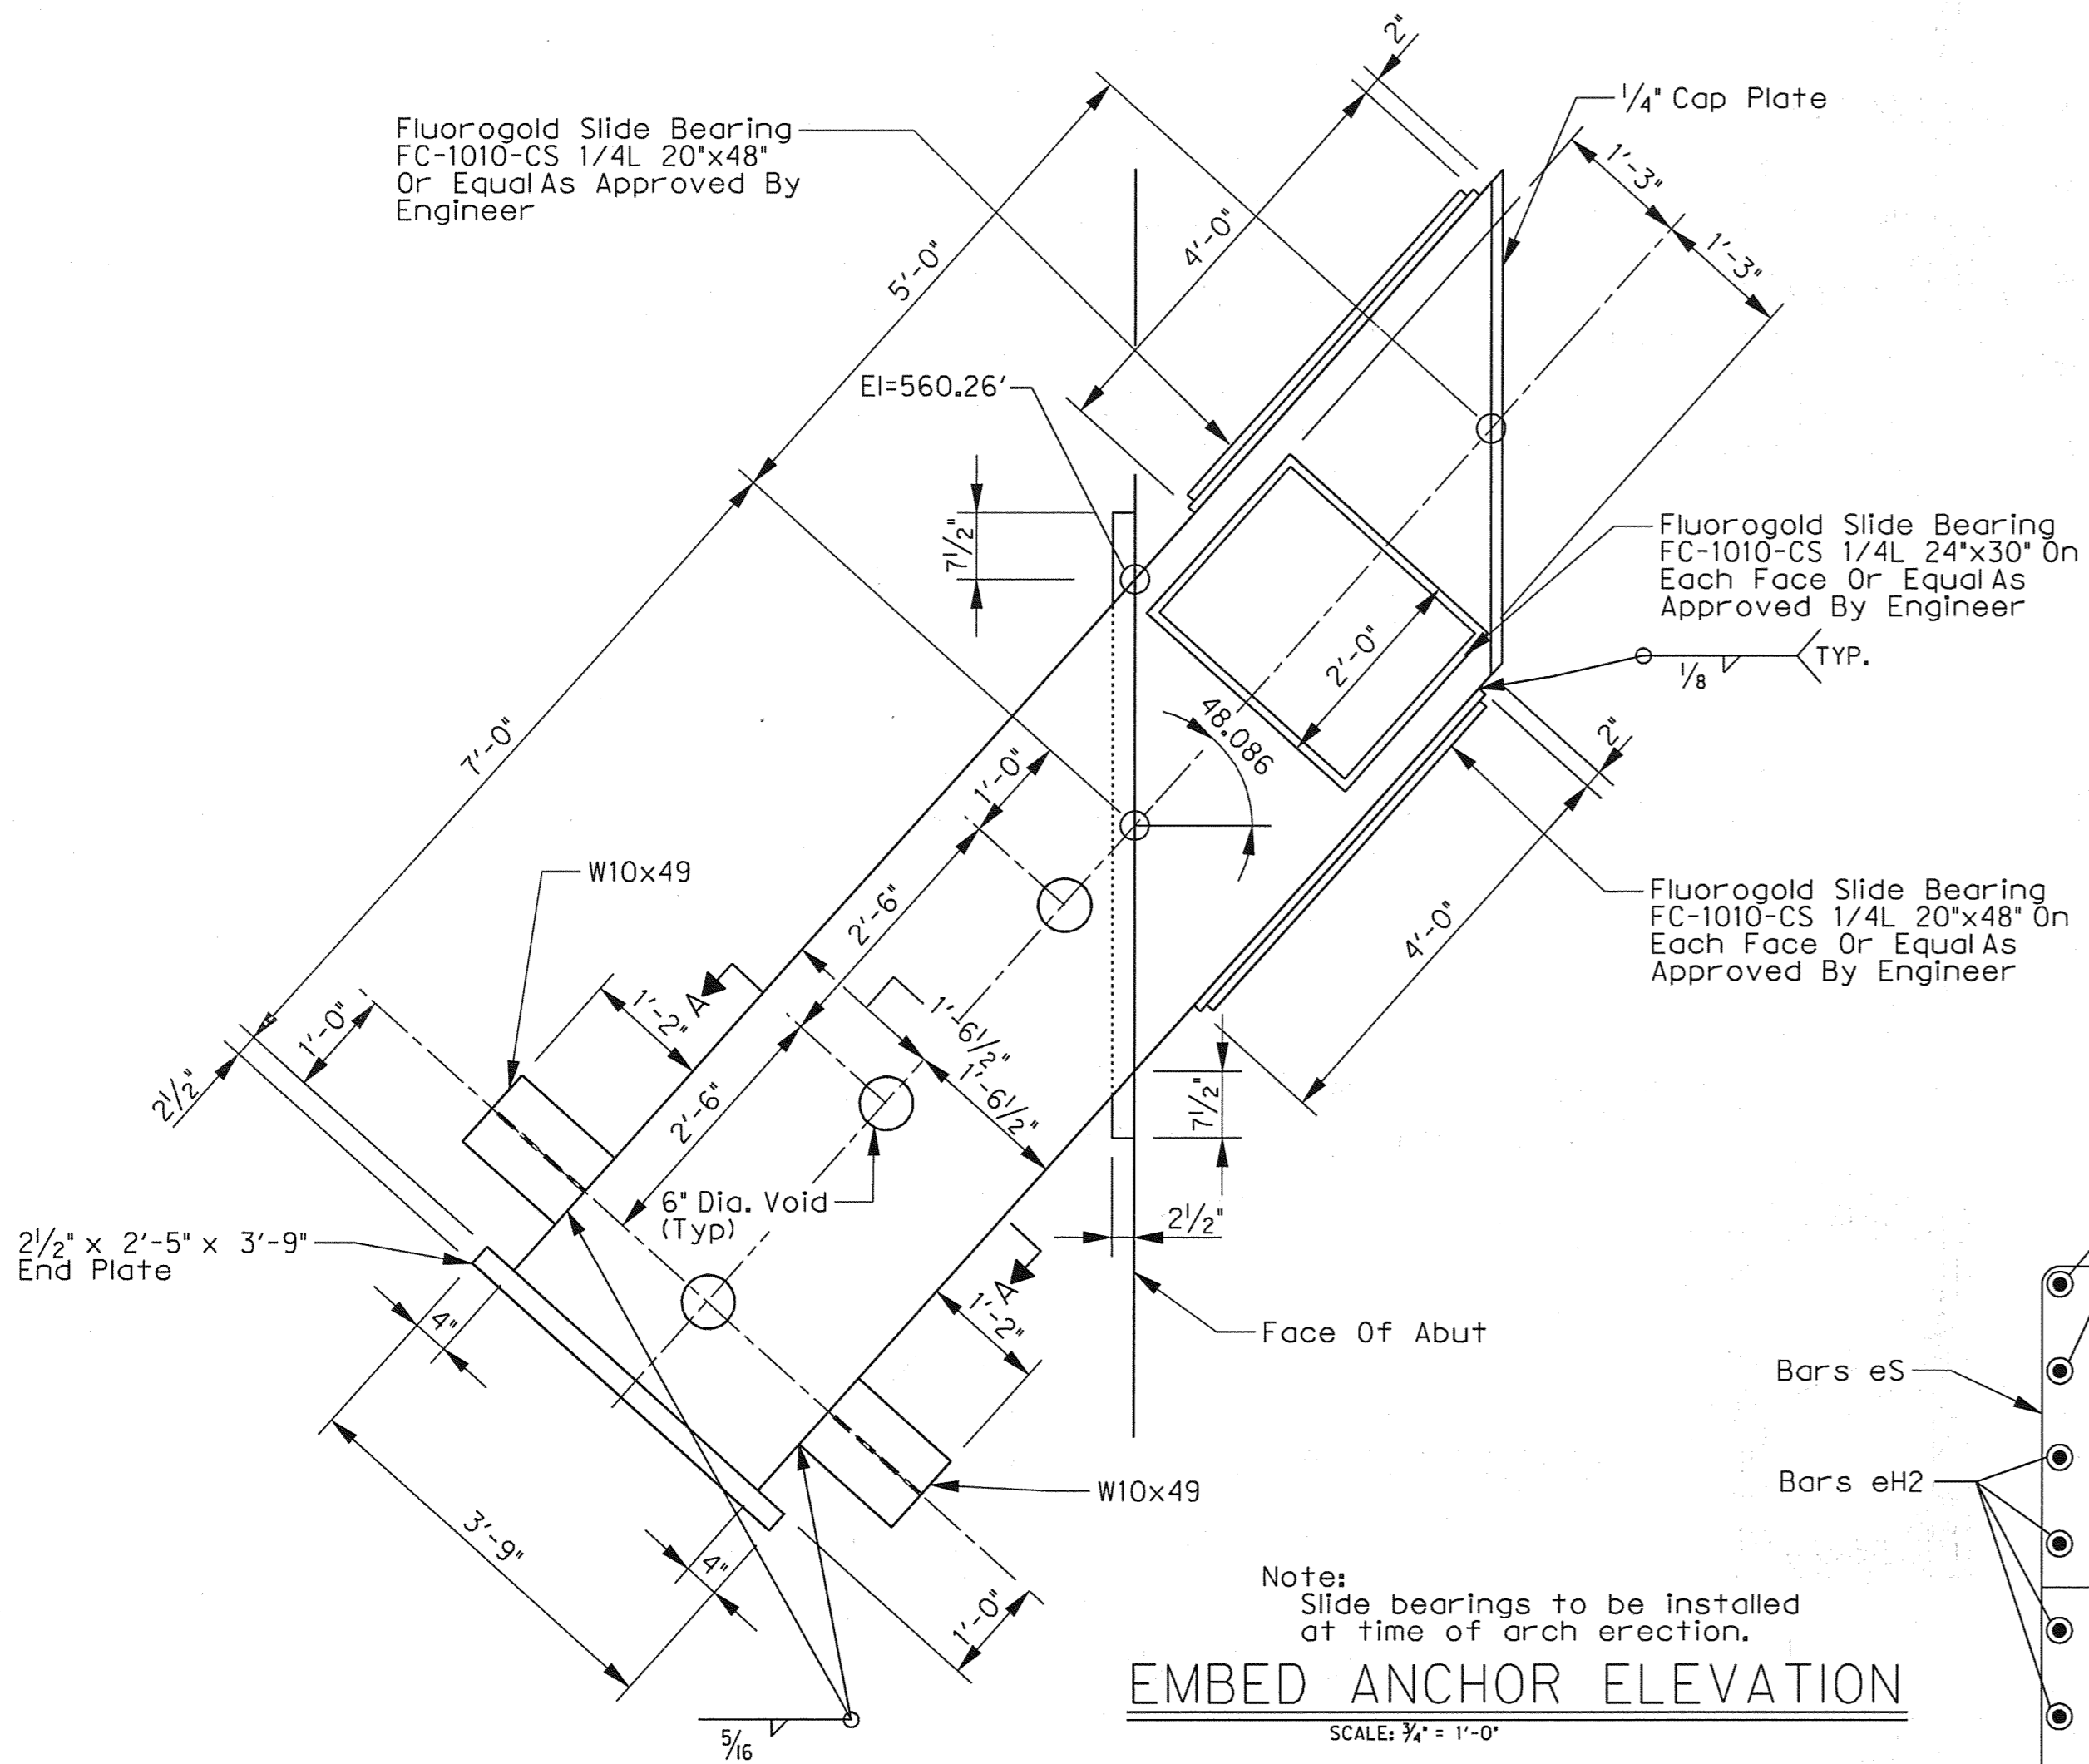 2"
1/4" Cap Plate
Fluorogold Slide Bearing
FC-1010-CS 1/4L 20"x48"
Or Equal As Approved By
Engineer
1'-3"
1'-3"
4'-0"
5'-0"
El=560.26'
7 1/2"
Fluorogold Slide Bearing
FC-1010-CS 1/4L 24"x30" On
Each Face Or Equal As
Approved By Engineer
1/8
TYP.
2'-0"
48.086
2"
7'-0"
1'-0"
W10x49
2'-6"
Fluorogold Slide Bearing
FC-1010-CS 1/4L 20"x48" On
Each Face Or Equal As
Approved By Engineer
4'-0"
1'-2"
A
1'-0"
1'-6 1/2"
1'-6 1/2"
2 1/2"
2'-6"
7 1/2"
6" Dia. Void
(Typ)
2 1/2"
2 1/2" x 2'-5" x 3'-9"
End Plate
A
1'-2"
4"
Face Of Abut
Bars eS
W10x49
Bars eH2
3'-9"
4"
1'-0"
Note:
Slide bearings to be installed
at time of arch erection.
EMBED ANCHOR ELEVATION
SCALE: 3/4" = 1'-0"
5/16